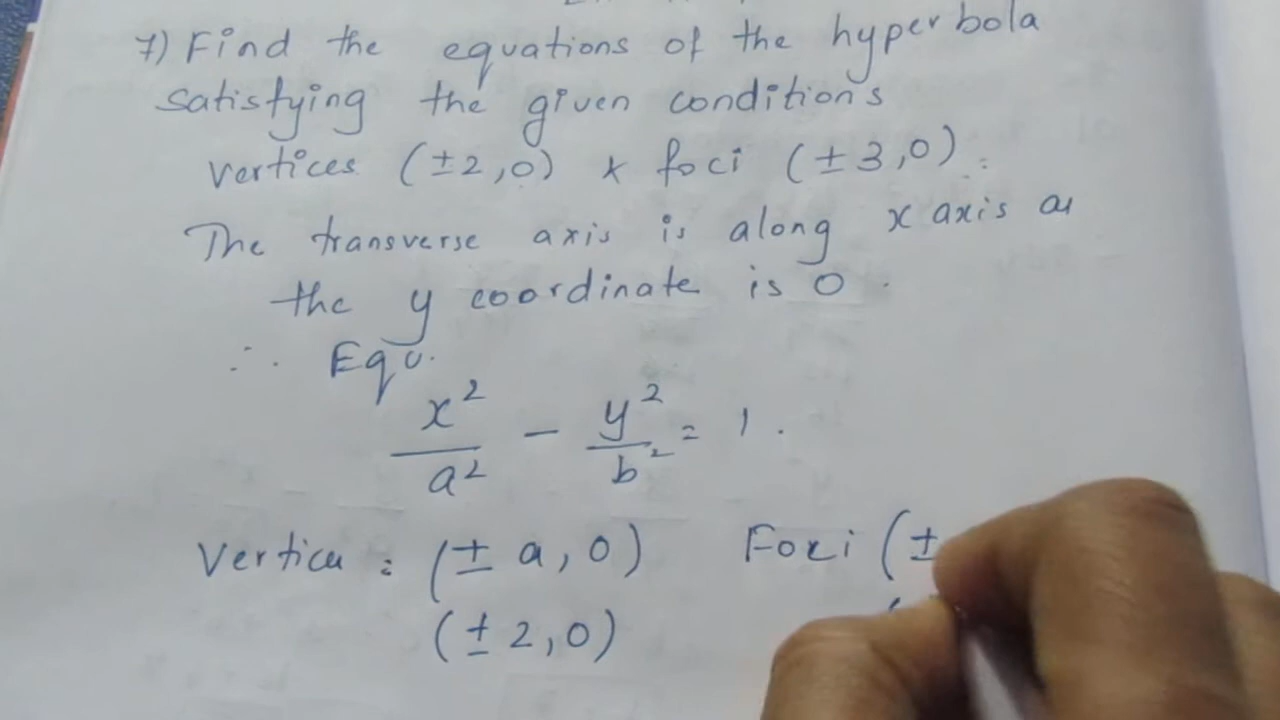 7) Find the equations of the hyperbola
satisfying the given conditions
vertices (±2,0) & foci (±3,0).
The transverse axis is along x axis as
the y coordinate is 0.
∴ Equ.
x²/a² - y²/b² = 1.
Vertices : (± a, 0) Foci (±
(± 2, 0) (